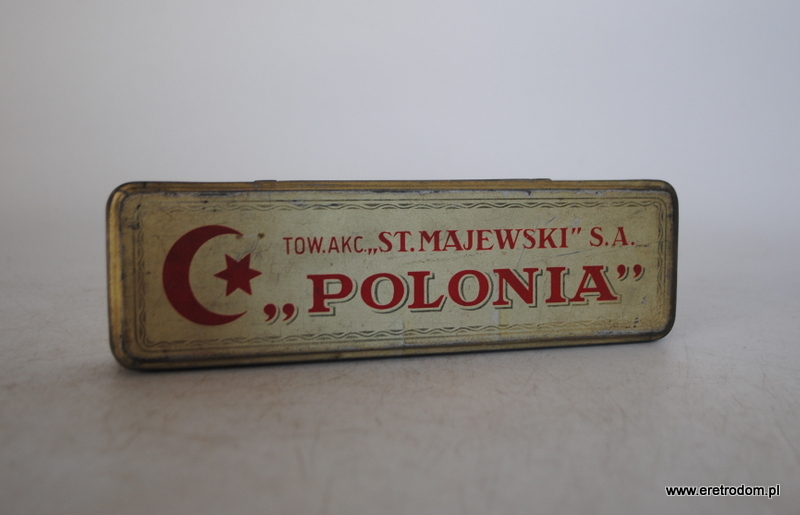 TOW.AKC. „ST.MAJEWSKI” S.A.
„POLONIA”
www.eretrodom.pl